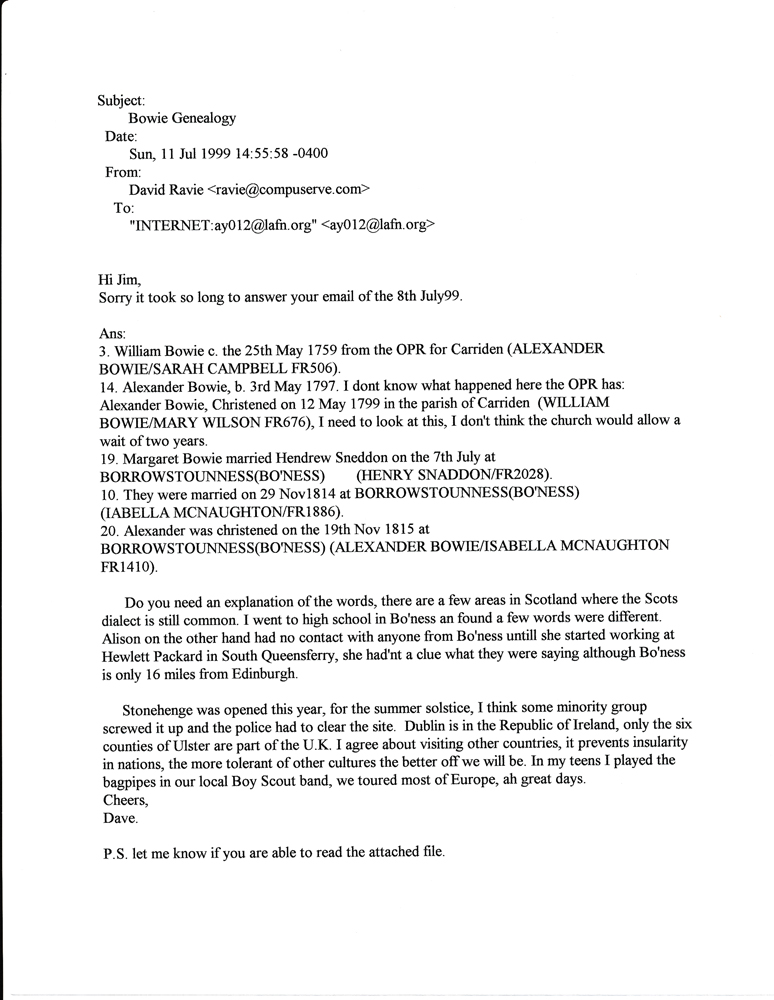 Subject:
Bowie Genealogy
Date:
Sun, 11 Jul 1999 14:55:58 -0400
From:
David Ravie <ravie@compuserve.com>
To:
"INTERNET:ay012@lafn.org" <ay012@lafn.org>
Hi Jim,
Sorry it took so long to answer your email of the 8th July99.
Ans:
3. William Bowie c. the 25th May 1759 from the OPR for Carriden (ALEXANDER
BOWIE/SARAH CAMPBELL FR506).
14. Alexander Bowie, b. 3rd May 1797. I dont know what happened here the OPR has:
Alexander Bowie, Christened on 12 May 1799 in the parish of Carriden (WILLIAM
BOWIE/MARY WILSON FR676), I need to look at this, I don't think the church would allow a
wait of two years.
19. Margaret Bowie married Hendrew Sneddon on the 7th July at
BORROWSTOUNNESS(BO'NESS) (HENRY SNADDON/FR2028).
10. They were married on 29 Nov1814 at BORROWSTOUNNESS(BO'NESS)
(IABELLA MCNAUGHTON/FR1886).
20. Alexander was christened on the 19th Nov 1815 at
BORROWSTOUNNESS(BO'NESS) (ALEXANDER BOWIE/ISABELLA MCNAUGHTON
FR1410).
Do you need an explanation of the words, there are a few areas in Scotland where the Scots
dialect is still common. I went to high school in Bo'ness an found a few words were different.
Alison on the other hand had no contact with anyone from Bo'ness untill she started working at
Hewlett Packard in South Queensferry, she had'nt a clue what they were saying although Bo'ness
is only 16 miles from Edinburgh.
Stonehenge was opened this year, for the summer solstice, I think some minority group
screwed it up and the police had to clear the site. Dublin is in the Republic of Ireland, only the six
counties of Ulster are part of the U.K. I agree about visiting other countries, it prevents insularity
in nations, the more tolerant of other cultures the better off we will be. In my teens I played the
bagpipes in our local Boy Scout band, we toured most of Europe, ah great days.
Cheers,
Dave.
P.S. let me know if you are able to read the attached file.